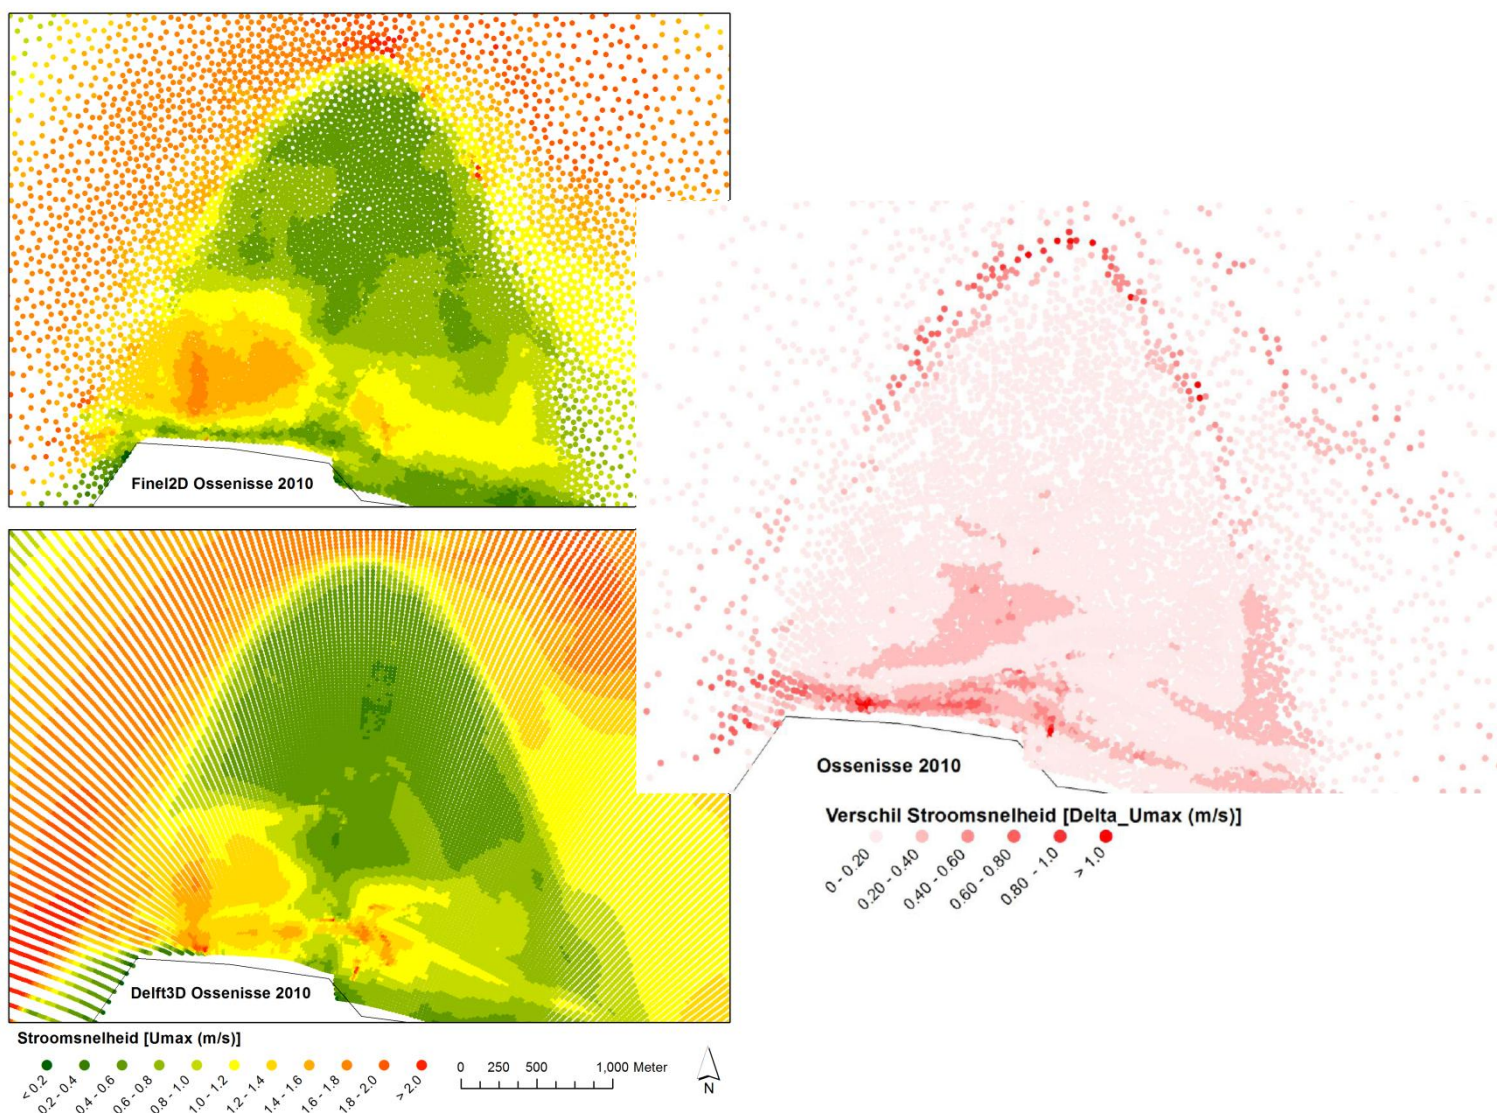 Finel2D Ossenisse 2010
Delft3D Ossenisse 2010
Stroomsnelheid [Umax (m/s)]
< 0.2
0.2 - 0.4
0.4 - 0.6
0.6 - 0.8
0.8 - 1.0
1.0 - 1.2
1.2 - 1.4
1.4 - 1.6
1.6 - 1.8
1.8 - 2.0
> 2.0
0 250 500 1,000 Meter
N
Ossenisse 2010
Verschil Stroomsnelheid [Delta_Umax (m/s)]
0 - 0.20
0.20 - 0.40
0.40 - 0.60
0.60 - 0.80
0.80 - 1.0
> 1.0